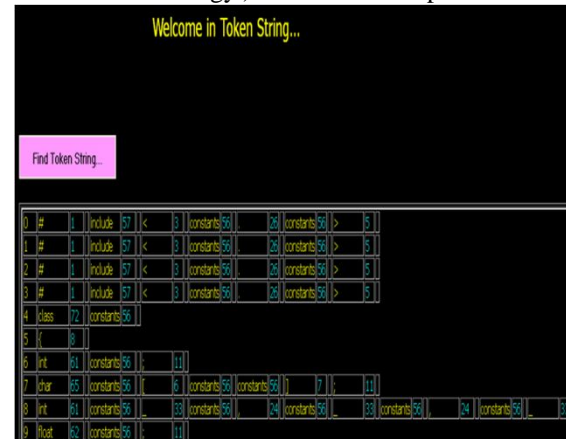 Welcome in Token String...
Find Token String...
0 # 1 include 57 < 3 constants 56 . 26 constants 56 > 5
1 # 1 include 57 < 3 constants 56 . 26 constants 56 > 5
2 # 1 include 57 < 3 constants 56 . 26 constants 56 > 5
3 # 1 include 57 < 3 constants 56 . 26 constants 56 > 5
4 class 72 constants 56
5 { 8
6 int 61 constants 56 ; 11
7 char 65 constants 56 [ 6 constants 56 constants 56 ] 7 ; 11
8 int 61 constants 56 _ 33 constants 56 , 24 constants 56 _ 33 constants 56 , 24 constants 56 _
9 float 62 constants 56 ; 11